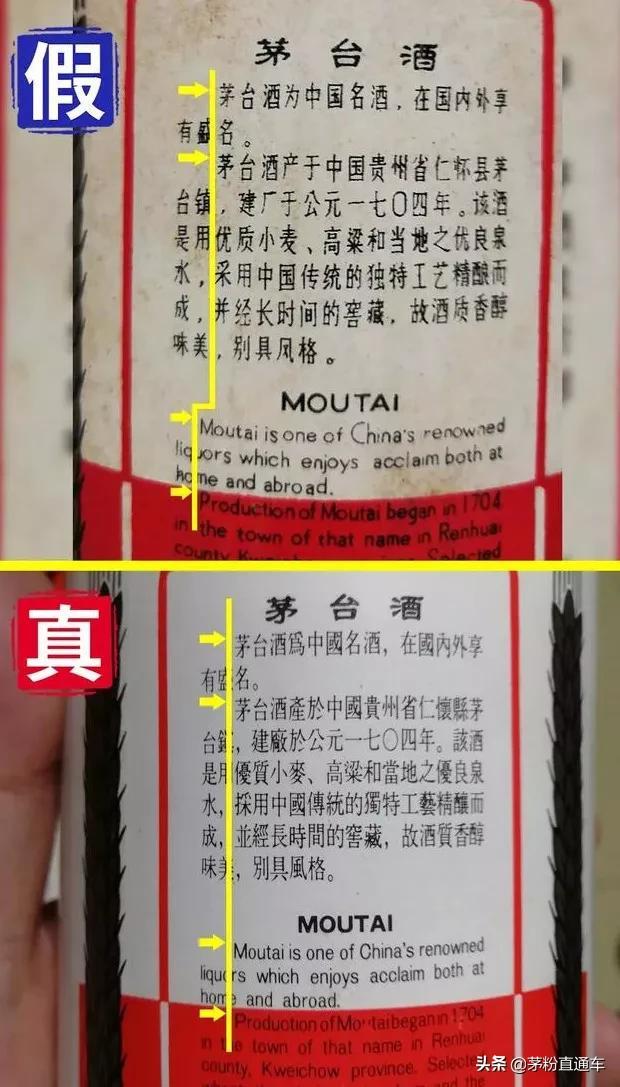 假
茅台酒
茅台酒为中国名酒，在国内外享
有盛名。
茅台酒产于中国贵州省仁怀县茅
台镇，建厂于公元一七〇四年。该酒
是用优质小麦、高粱和当地之优良泉
水，采用中国传统的独特工艺精酿而
成，并经长时间的窖藏，故酒质香醇
味美，别具风格。
MOUTAI
Moutai is one of China's renowned
liquors which enjoys acclaim both at
home and abroad.
Production of Moutai began in 1704
in the town of that name in Renhuai
county, Kweichow province. Selected
真
茅台酒
茅台酒爲中國名酒，在國內外享
有盛名。
茅台酒產於中國貴州省仁懷縣茅
台鎮，建廠於公元一七〇四年。該酒
是用優質小麥、高粱和當地之優良泉
水，採用中國傳統的獨特工藝精釀而
成，並經長時間的窖藏，故酒質香醇
味美，別具風格。
MOUTAI
Moutai is one of China's renowned
liquors which enjoys acclaim both at
home and abroad.
Production of Moutai began in 1704
in the town of that name in Renhuai
county, Kweichow province. Selected
and the
头条 @茅粉直通车